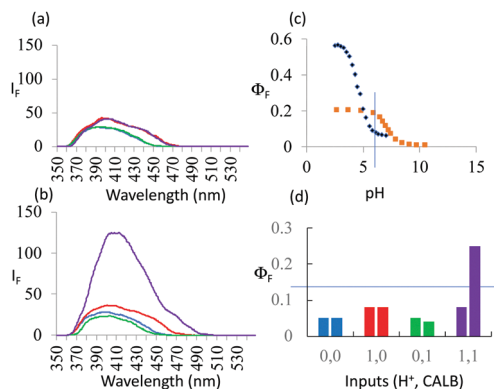 (a)
I_F
150
100
50
0
350 370 390 410 430 450 470 490 510 530
Wavelength (nm)
(b)
I_F
150
100
50
0
350 370 390 410 430 450 470 490 510 530
Wavelength (nm)
(c)
Φ_F
0.6
0.4
0.2
0
0 5 10 15
pH
(d)
Φ_F
0.3
0.2
0.1
0
0,0 1,0 0,1 1,1
Inputs (H⁺, CALB)